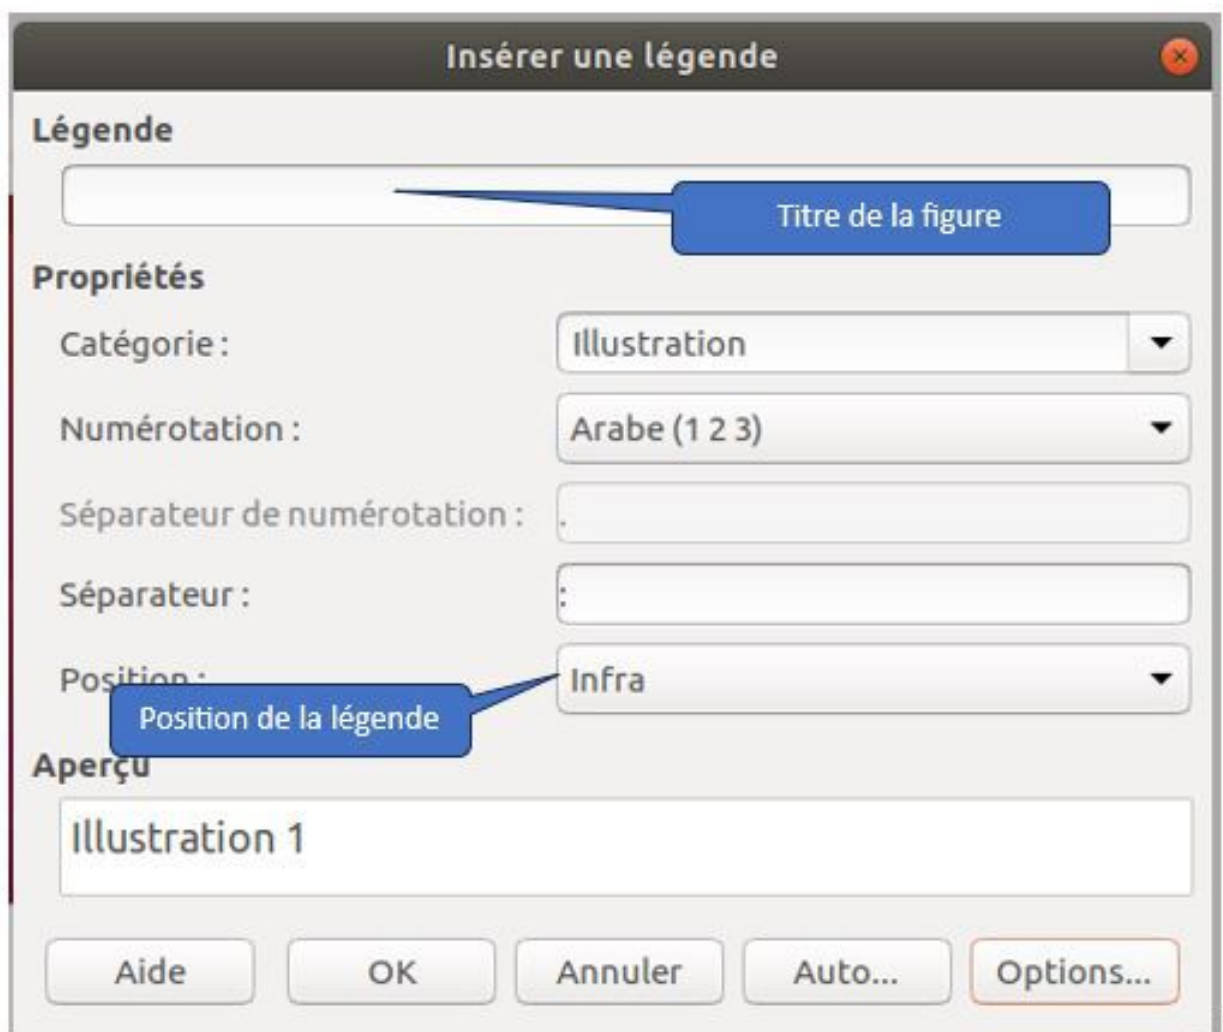 Insérer une légende
Légende
Titre de la figure
Propriétés
Catégorie : Illustration
Numérotation : Arabe (1 2 3)
Séparateur de numérotation : .
Séparateur : :
Position : Infra
Position de la légende
Aperçu
Illustration 1
Aide OK Annuler Auto... Options...